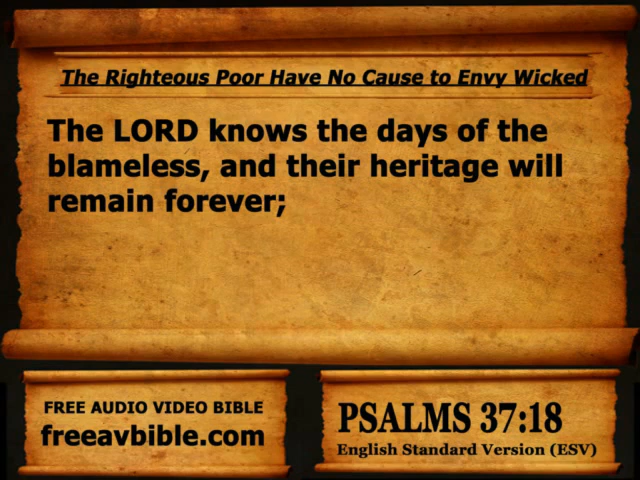 The Righteous Poor Have No Cause to Envy Wicked
The LORD knows the days of the
blameless, and their heritage will
remain forever;
FREE AUDIO VIDEO BIBLE
freeavbible.com
PSALMS 37:18
English Standard Version (ESV)